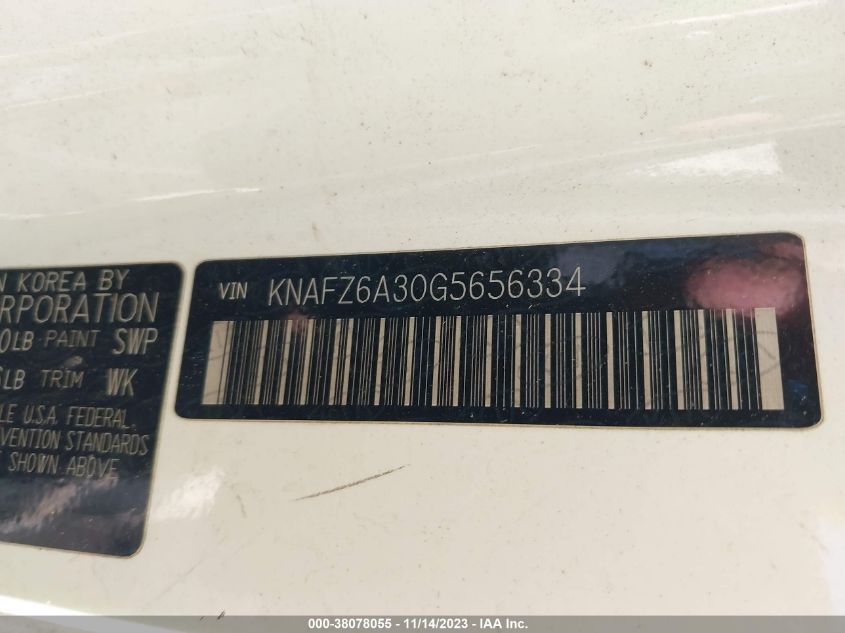 N KOREA BY
ORPORATION
0LB PAINT SWP
LB TRIM WK
LE U.S.A. FEDERAL
VENTION STANDARDS
E SHOWN ABOVE
VIN KNAFZ6A30G5656334
000-38078055 - 11/14/2023 - IAA Inc.